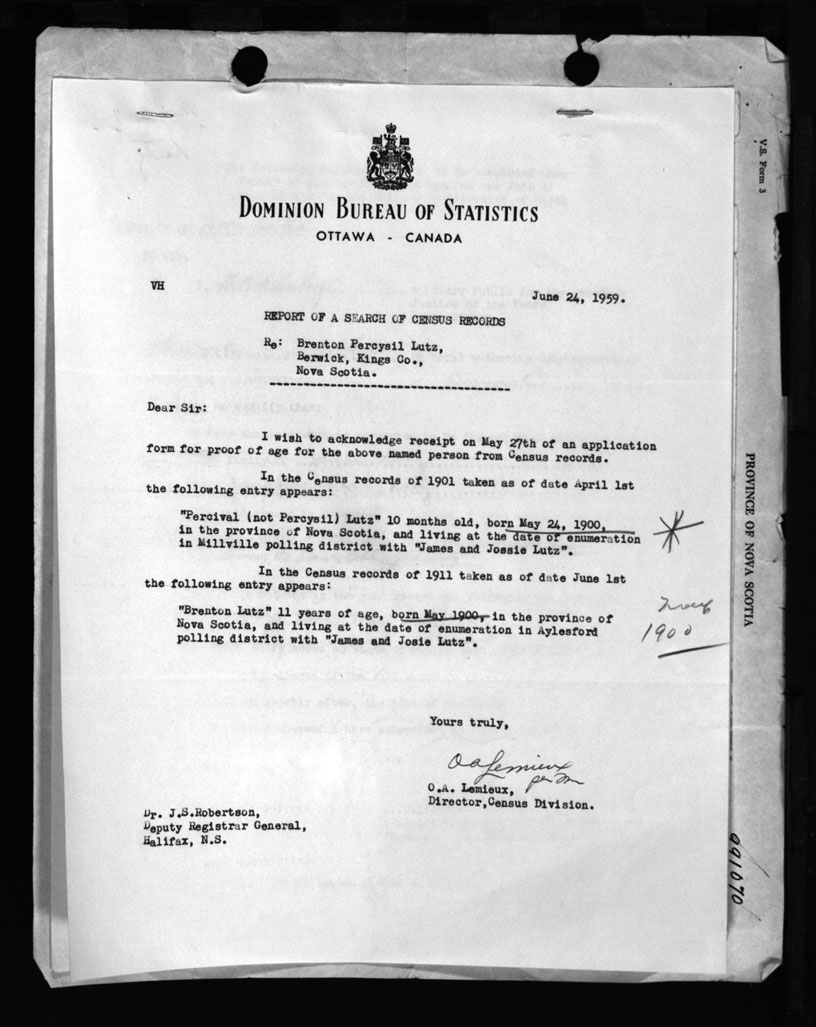 DOMINION BUREAU OF STATISTICS
OTTAWA - CANADA
VH
June 24, 1959.
REPORT OF A SEARCH OF CENSUS RECORDS
Re: Brenton Percysil Lutz,
Berwick, Kings Co.,
Nova Scotia.
Dear Sir:
I wish to acknowledge receipt on May 27th of an application
form for proof of age for the above named person from Census records.
In the Census records of 1901 taken as of date April 1st
the following entry appears:
"Percival (not Percysil) Lutz" 10 months old, born May 24, 1900,
in the province of Nova Scotia, and living at the date of enumeration
in Millville polling district with "James and Jossie Lutz".
In the Census records of 1911 taken as of date June 1st
the following entry appears:
"Brenton Lutz" 11 years of age, born May 1900, in the province of
Nova Scotia, and living at the date of enumeration in Aylesford
polling district with "James and Josie Lutz".
1900
Yours truly,
OALemieux
per
O.A. Lemieux,
Director,Census Division.
Dr. J.S.Robertson,
Deputy Registrar General,
Halifax, N.S.
V.S. Form 3
PROVINCE OF NOVA SCOTIA
091070